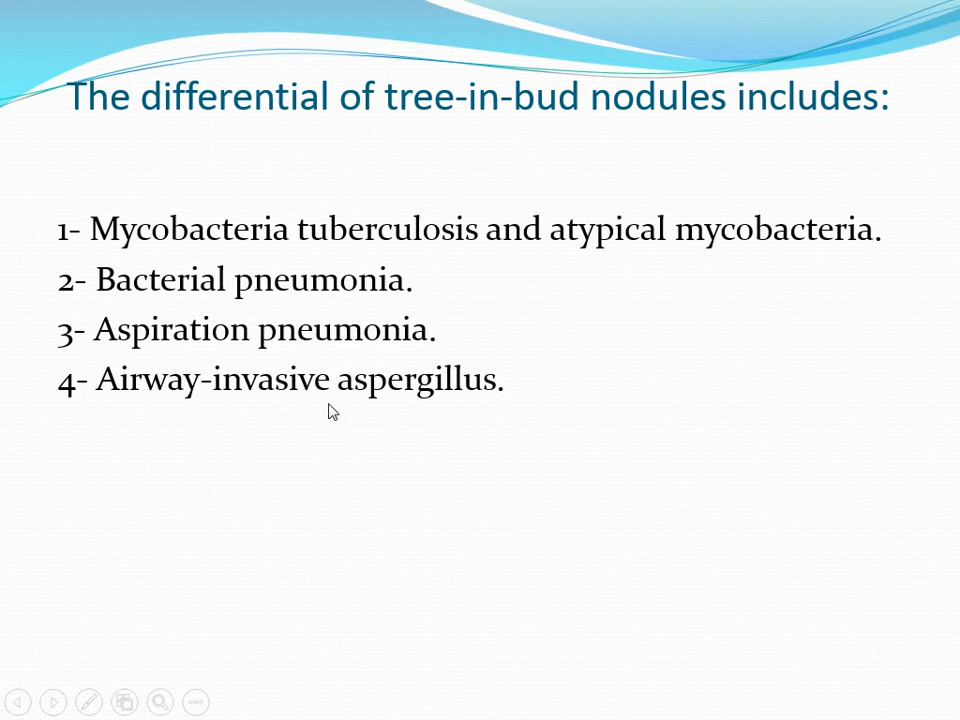 The differential of tree-in-bud nodules includes:
1- Mycobacteria tuberculosis and atypical mycobacteria.
2- Bacterial pneumonia.
3- Aspiration pneumonia.
4- Airway-invasive aspergillus.